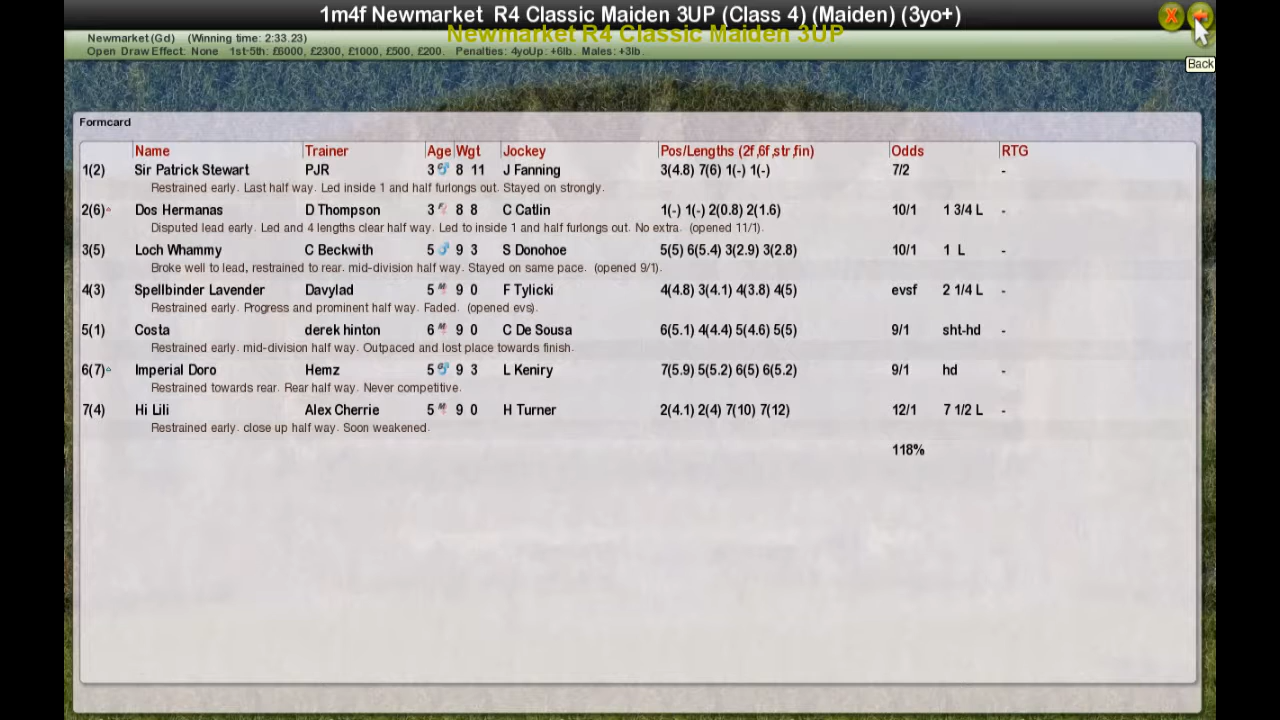 1m4f Newmarket R4 Classic Maiden 3UP (Class 4) (Maiden) (3yo+)
Newmarket R4 Classic Maiden 3UP
Newmarket (Gd) (Winning time: 2:33.23)
Open Draw Effect: None 1st-5th: £6000, £2300, £1000, £500, £200. Penalties: 4yoUp: +6lb. Males: +3lb.
Back
Formcard
Name Trainer Age Wgt Jockey Pos/Lengths (2f,6f,str,fin) Odds RTG
1(2) Sir Patrick Stewart PJR 3 8 11 J Fanning 3(4.8) 7(6) 1(-) 1(-) 7/2 -
Restrained early. Last half way. Led inside 1 and half furlongs out. Stayed on strongly.
2(6) Dos Hermanas D Thompson 3 8 8 C Catlin 1(-) 1(-) 2(0.8) 2(1.6) 10/1 1 3/4 L -
Disputed lead early. Led and 4 lengths clear half way. Led to inside 1 and half furlongs out. No extra. (opened 11/1).
3(5) Loch Whammy C Beckwith 5 9 3 S Donohoe 5(5) 6(5.4) 3(2.9) 3(2.8) 10/1 1 L -
Broke well to lead, restrained to rear. mid-division half way. Stayed on same pace. (opened 9/1).
4(3) Spellbinder Lavender Davylad 5 9 0 F Tylicki 4(4.8) 3(4.1) 4(3.8) 4(5) evsf 2 1/4 L -
Restrained early. Progress and prominent half way. Faded. (opened evs).
5(1) Costa derek hinton 6 9 0 C De Sousa 6(5.1) 4(4.4) 5(4.6) 5(5) 9/1 sht-hd -
Restrained early. mid-division half way. Outpaced and lost place towards finish.
6(7) Imperial Doro Hemz 5 9 3 L Keniry 7(5.9) 5(5.2) 6(5) 6(5.2) 9/1 hd -
Restrained towards rear. Rear half way. Never competitive.
7(4) Hi Lili Alex Cherrie 5 9 0 H Turner 2(4.1) 2(4) 7(10) 7(12) 12/1 7 1/2 L -
Restrained early. close up half way. Soon weakened.
118%